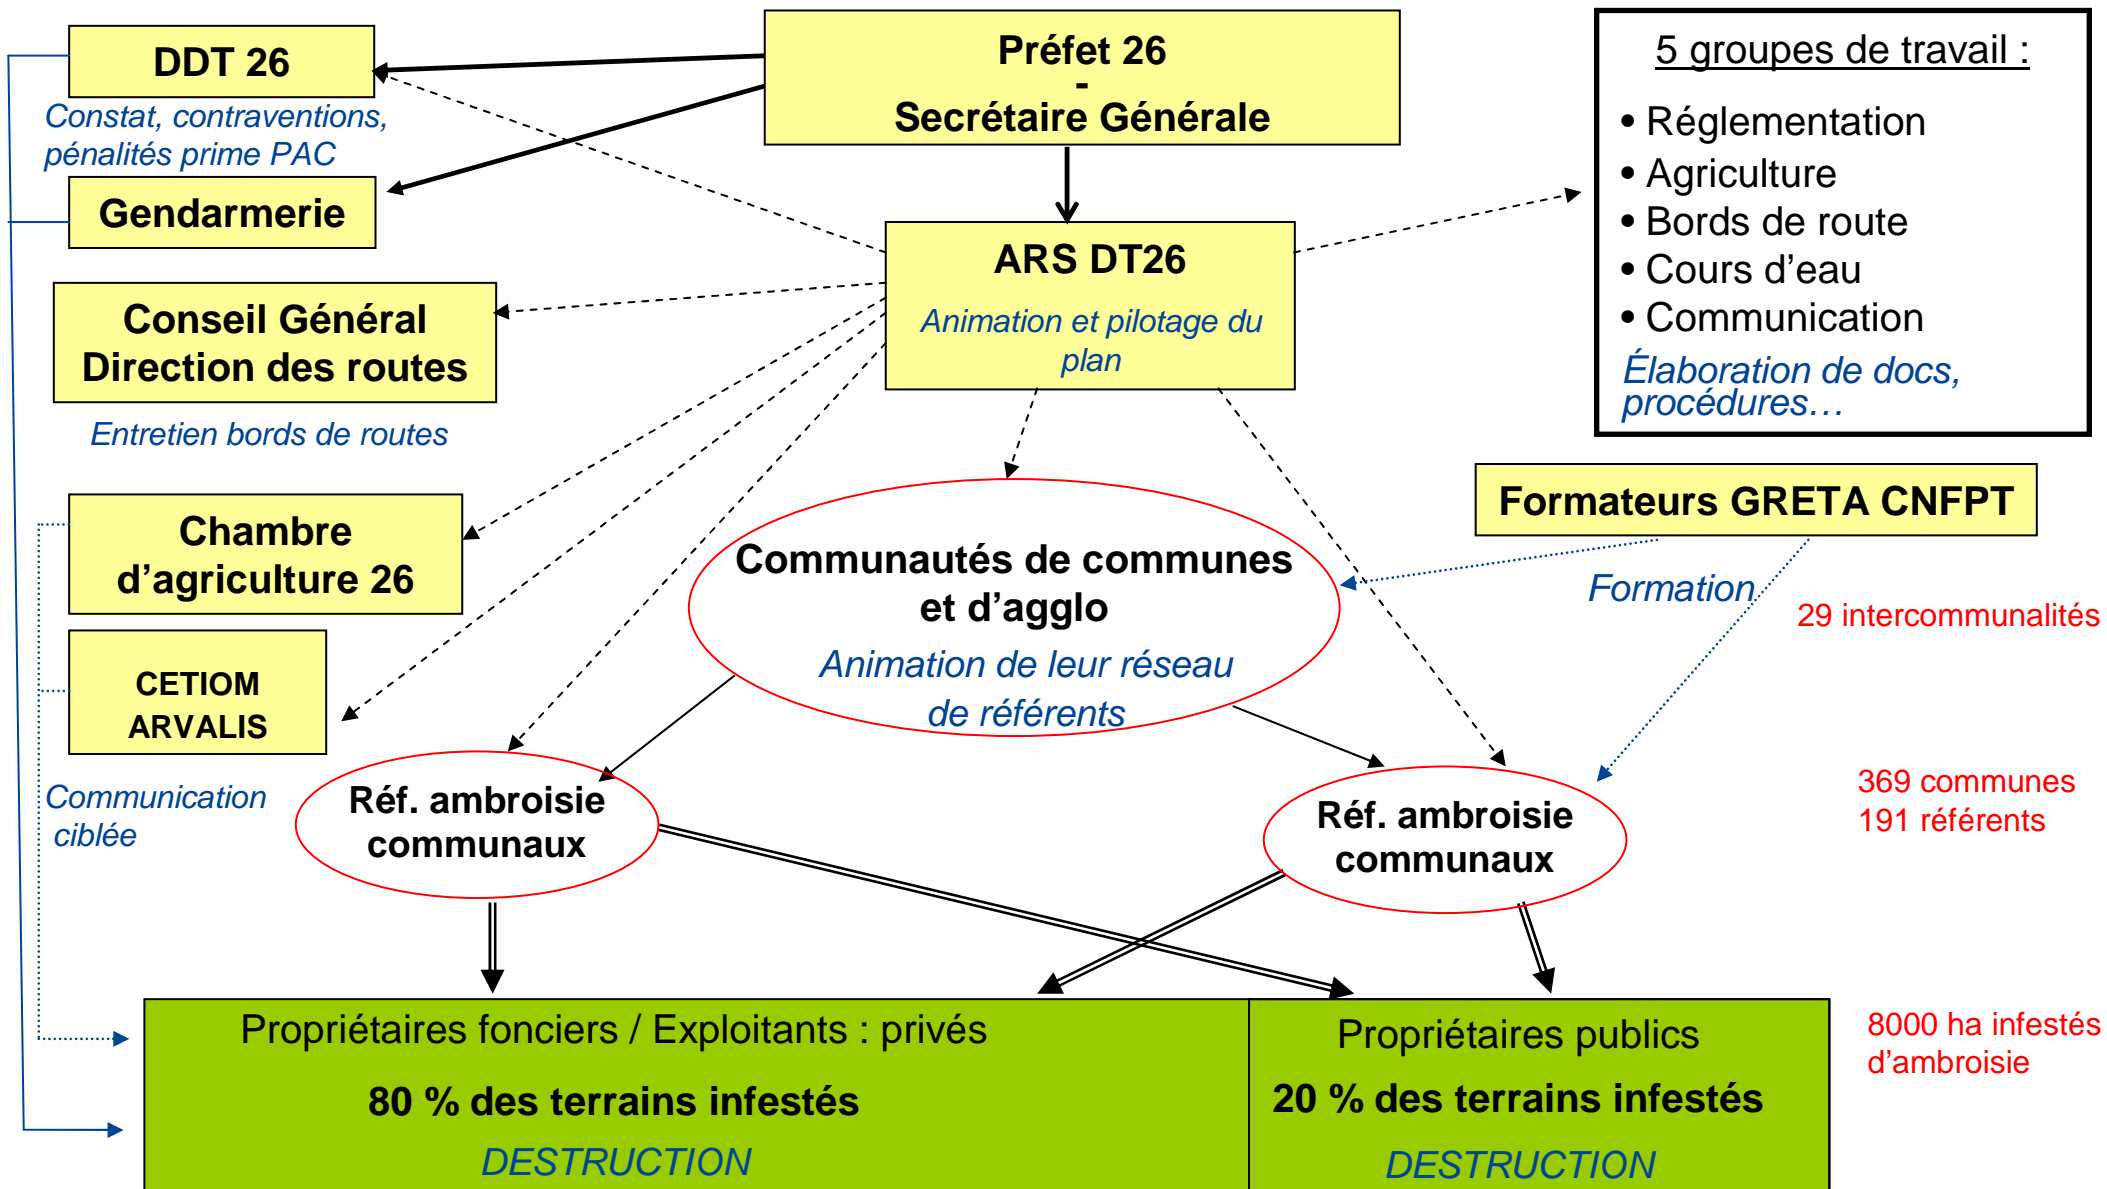 DDT 26
Constat, contraventions,
pénalités prime PAC
Gendarmerie
Préfet 26
-
Secrétaire Générale
5 groupes de travail :
• Réglementation
• Agriculture
• Bords de route
• Cours d’eau
• Communication
Élaboration de docs,
procédures…
ARS DT26
Animation et pilotage du
plan
Conseil Général
Direction des routes
Entretien bords de routes
Chambre
d’agriculture 26
CETIOM
ARVALIS
Communication
ciblée
Communautés de communes
et d’agglo
Animation de leur réseau
de référents
Formateurs GRETA CNFPT
Formation
29 intercommunalités
Réf. ambroisie
communaux
Réf. ambroisie
communaux
369 communes
191 référents
Propriétaires fonciers / Exploitants : privés
80 % des terrains infestés
DESTRUCTION
Propriétaires publics
20 % des terrains infestés
DESTRUCTION
8000 ha infestés
d’ambroisie